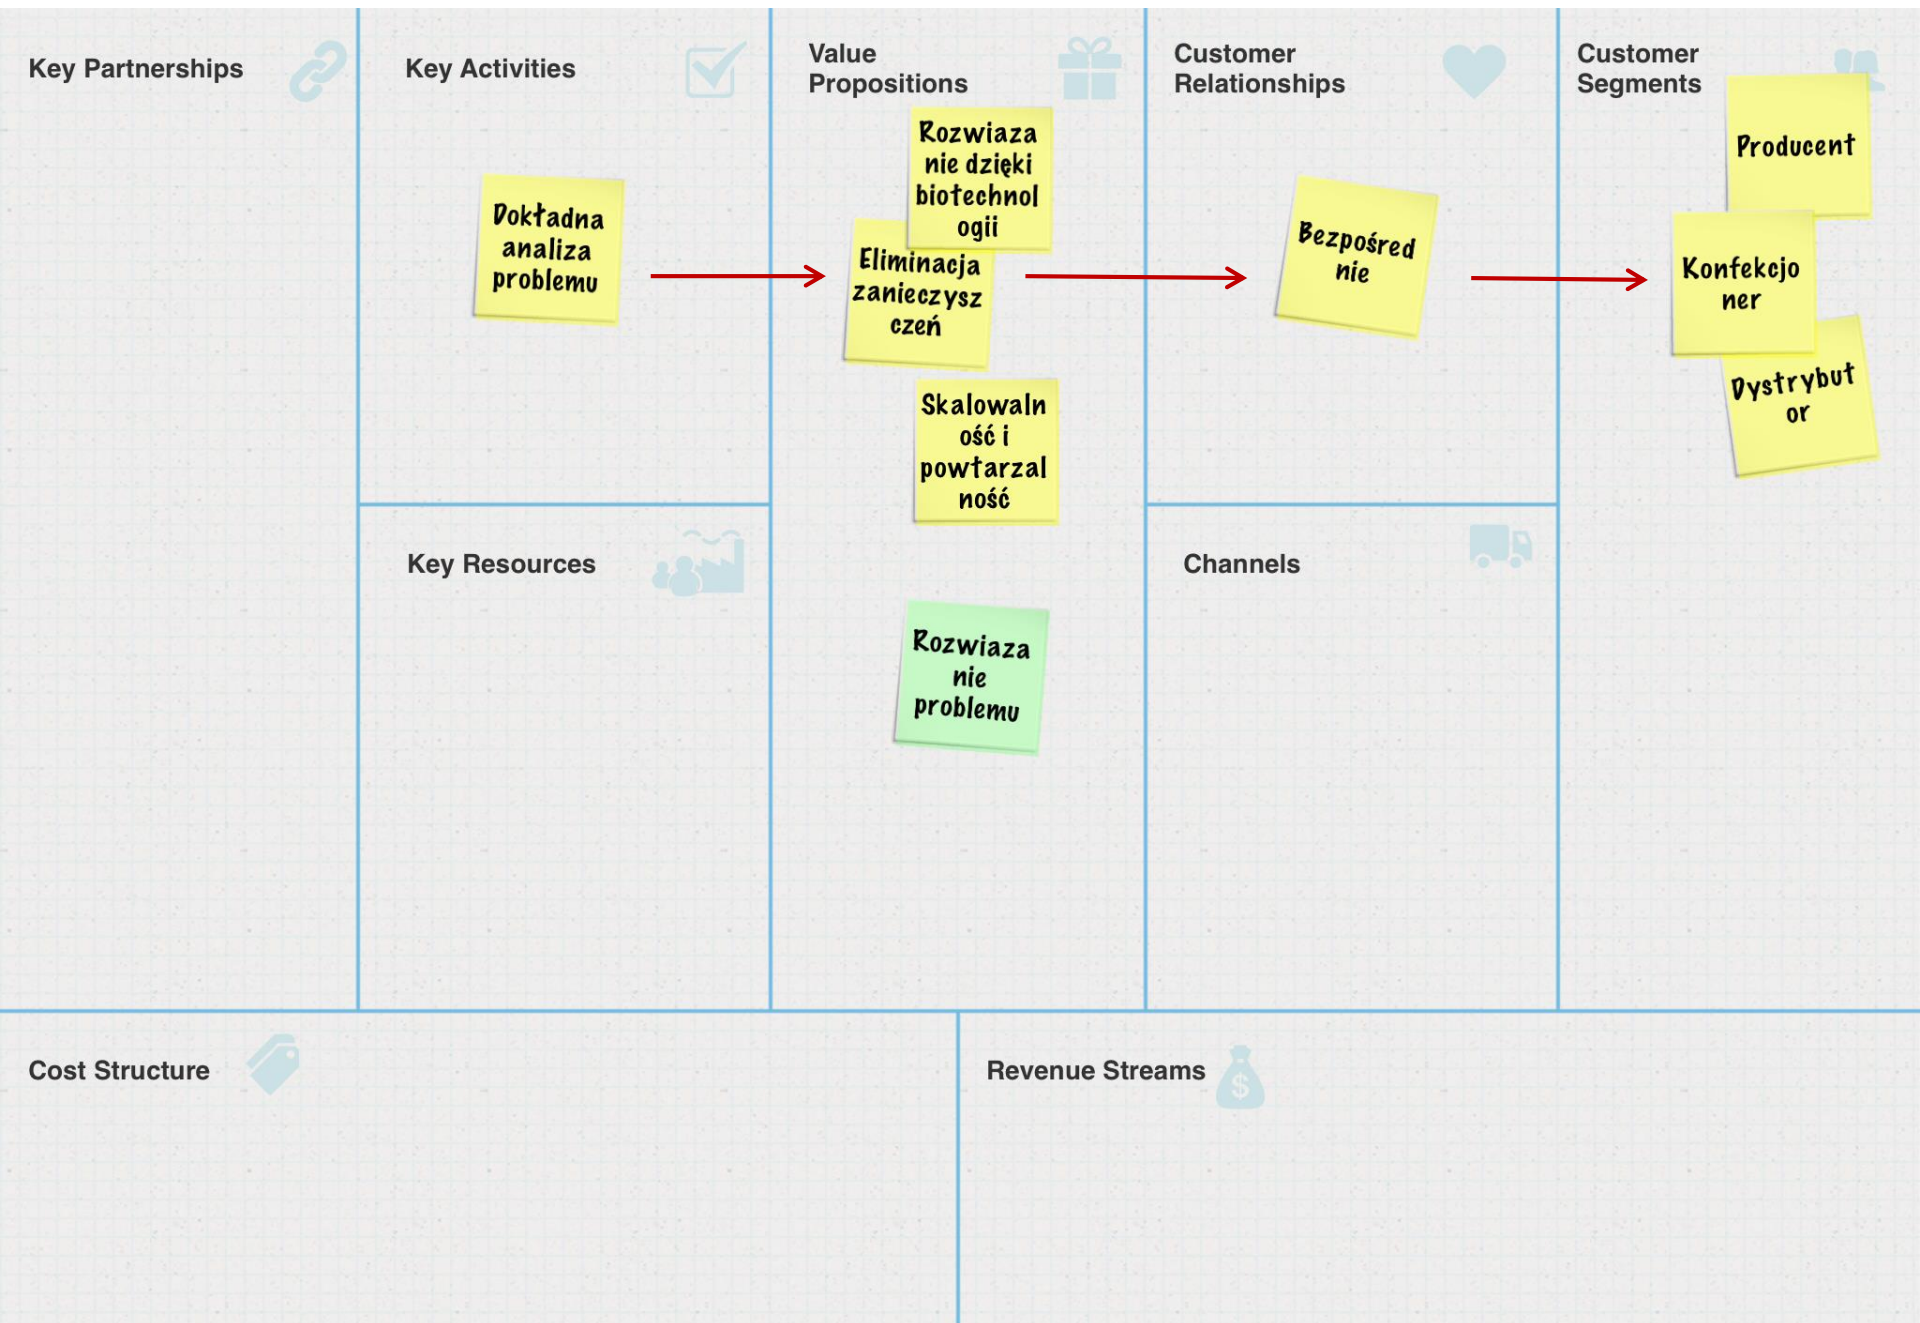 Key Partnerships
Key Activities
Dokładna
analiza
problemu
Value
Propositions
Rozwiaza
nie dzięki
biotechnol
ogii
Eliminacja
zanieczysz
czeń
Skalowaln
ość i
powtarzal
ność
Rozwiaza
nie
problemu
Customer
Relationships
Bezpośred
nie
Customer
Segments
Producent
Konfekcjo
ner
Dystrybut
or
Key Resources
Channels
Cost Structure
Revenue Streams
$